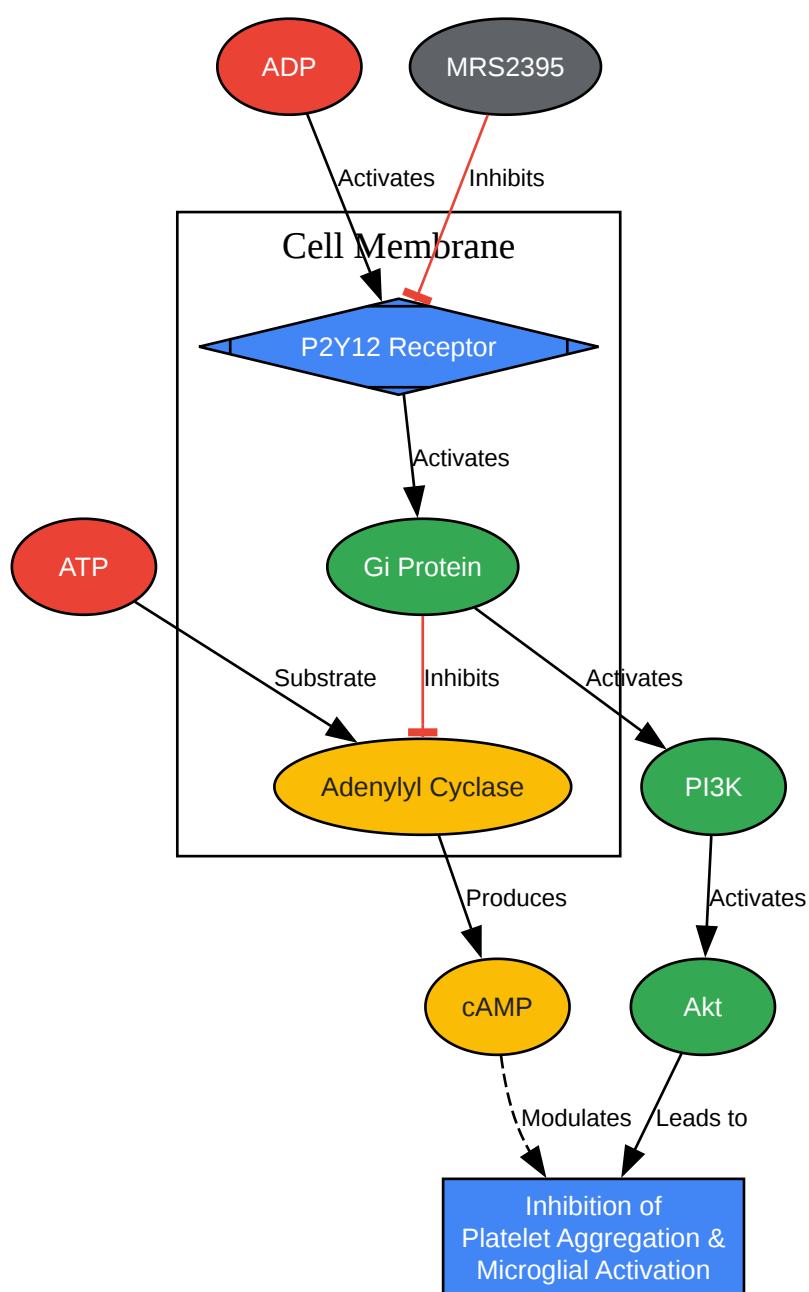 ADP
MRS2395
Activates
Inhibits
Cell Membrane
P2Y12 Receptor
Activates
ATP
Gi Protein
Substrate
Inhibits
Activates
Adenylyl Cyclase
PI3K
Produces
Activates
cAMP
Akt
Modulates
Leads to
Inhibition of
Platelet Aggregation &
Microglial Activation